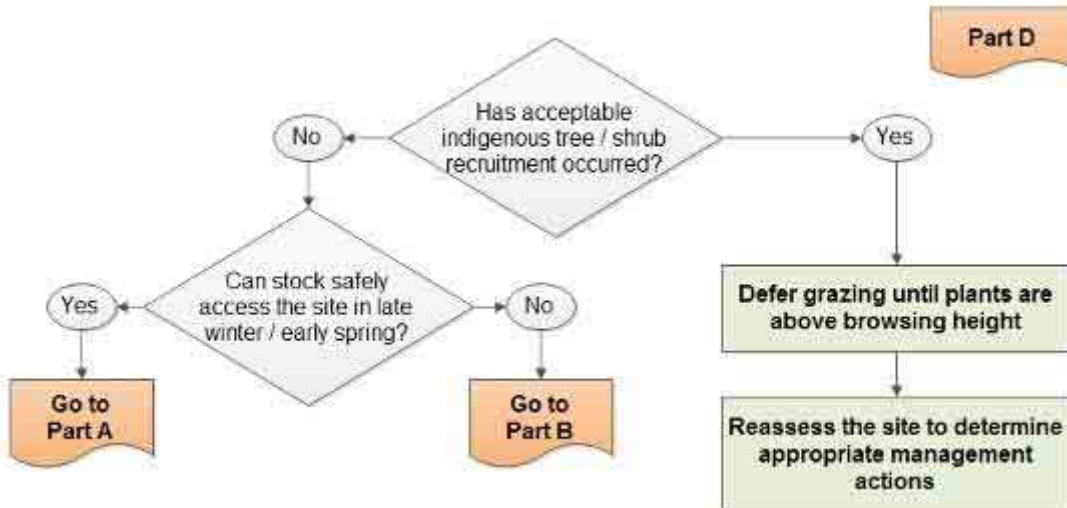 Part D
Has acceptable
indigenous tree / shrub
recruitment occurred?
No
Yes
Can stock safely
access the site in late
winter / early spring?
Yes
No
Go to
Part A
Go to
Part B
Defer grazing until plants are
above browsing height
Reassess the site to determine
appropriate management
actions